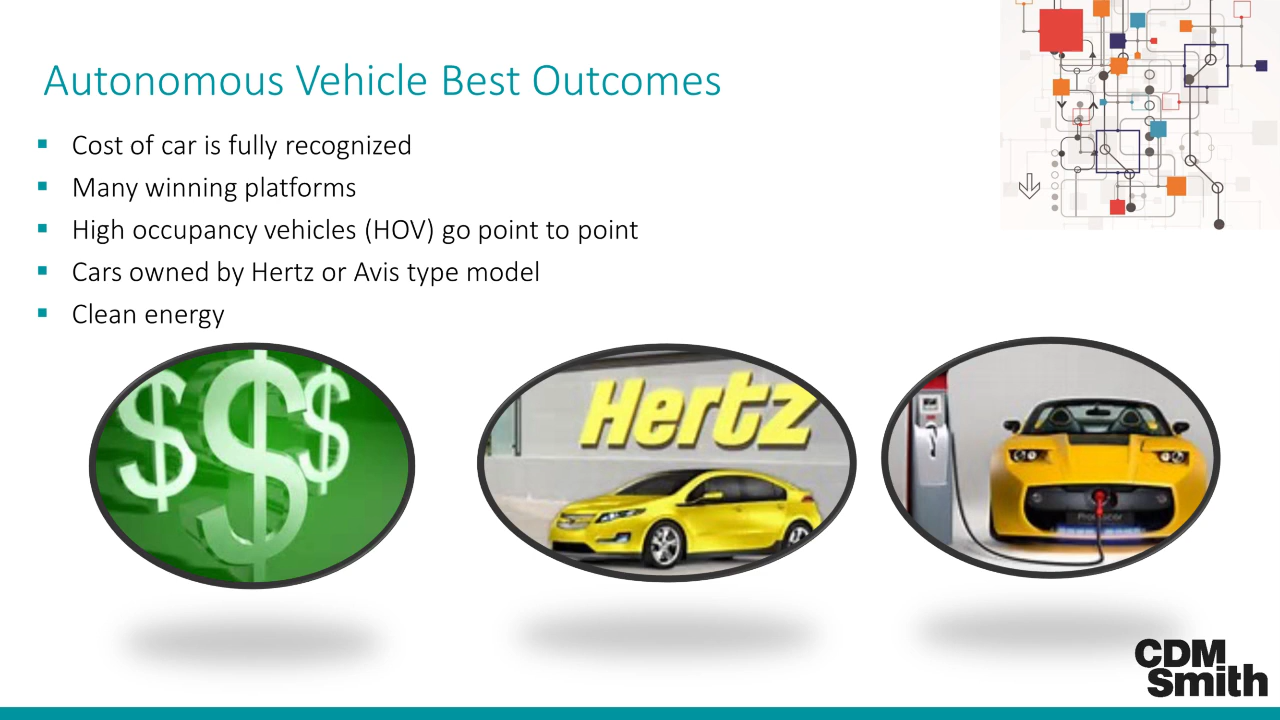 Autonomous Vehicle Best Outcomes
Cost of car is fully recognized
Many winning platforms
High occupancy vehicles (HOV) go point to point
Cars owned by Hertz or Avis type model
Clean energy
$ $ $
Hertz
CDM
Smith